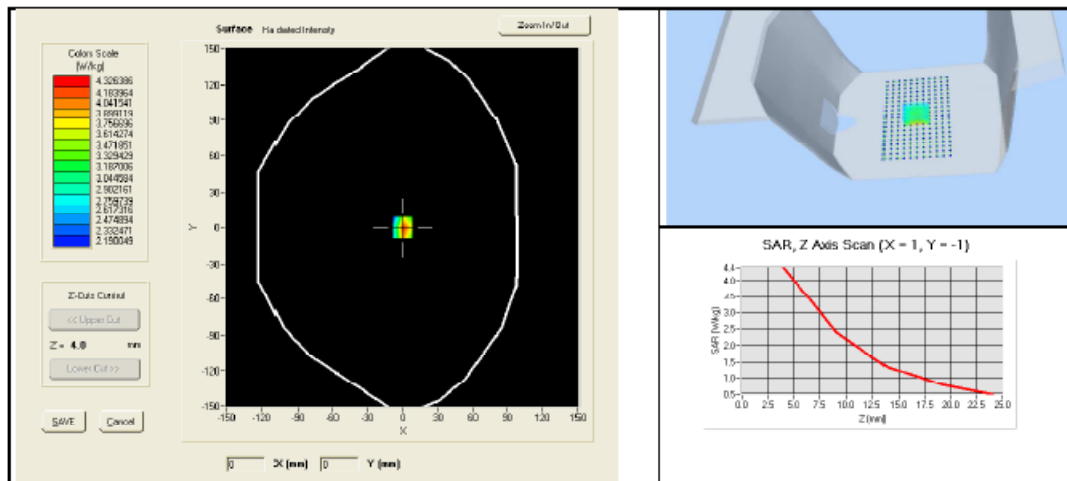 Surface Radiated Intensity
Zoom In/Out
Colors Scale
(W/kg)
4.326386
4.183964
4.041541
3.899119
3.756696
3.614274
3.471851
3.329429
3.187006
3.044584
2.902161
2.759739
2.617316
2.474894
2.332471
2.190049
Z-Cuts Control
<< Upper Cut
Z = 4.0 mm
Lower Cut >>
SAVE Cancel
150
120
90
60
30
0
-30
-60
-90
-120
-150
Y
-150 -120 -90 -60 -30 0 30 60 90 120 150
X
0 X (mm) 0 Y (mm)
SAR, Z Axis Scan (X = 1, Y = -1)
4.4
4.0
3.5
3.0
2.5
2.0
1.5
1.0
0.5
SAR (W/kg)
0.0 2.5 5.0 7.5 10.0 12.5 15.0 17.5 20.0 22.5 25.0
Z (mm)